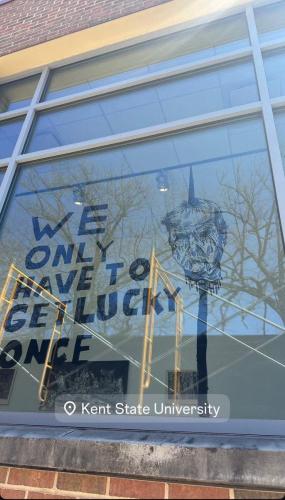 WE
ONLY
HAVE TO
GET LUCKY
ONCE
Kent State University